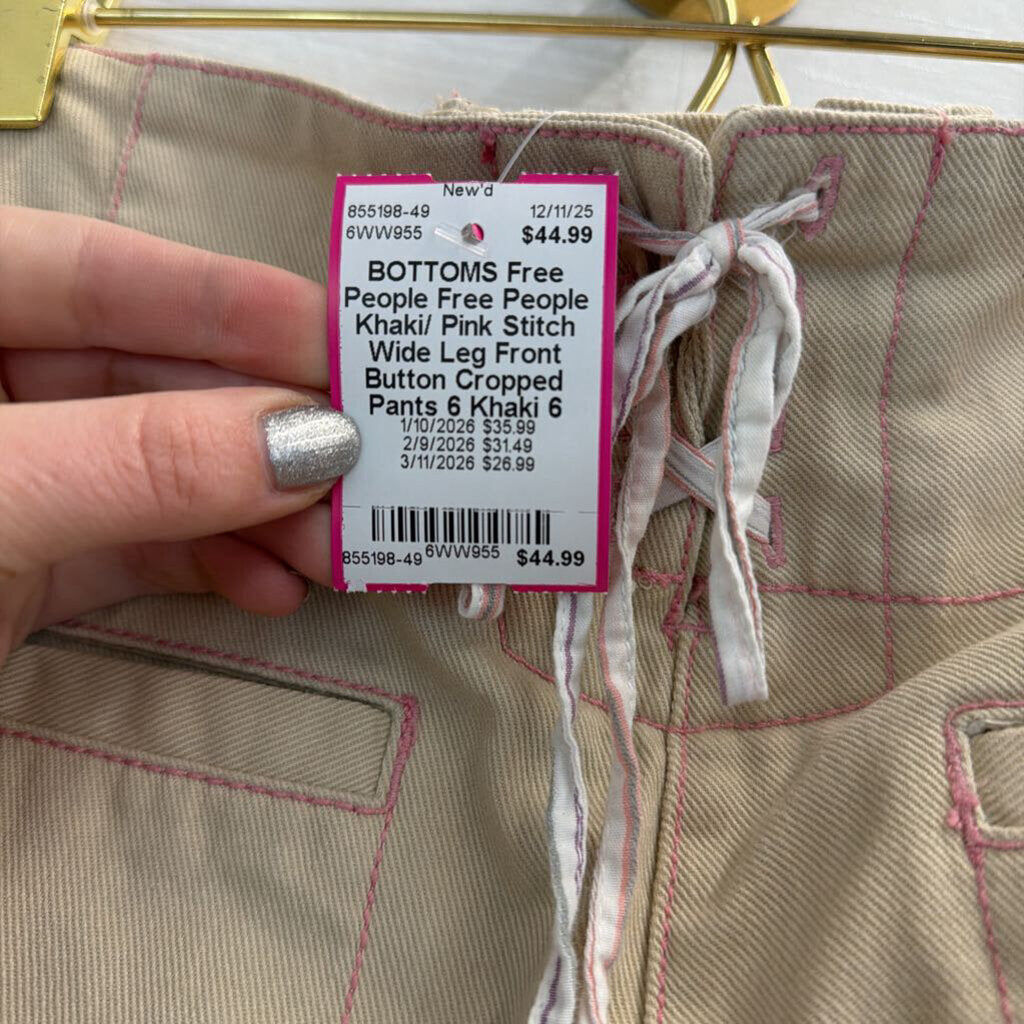 New'd
855198-49 12/11/25
6WW955 $44.99
BOTTOMS Free
People Free People
Khaki/ Pink Stitch
Wide Leg Front
Button Cropped
Pants 6 Khaki 6
1/10/2026 $35.99
2/9/2026 $31.49
3/11/2026 $26.99
855198-49 6WW955 $44.99